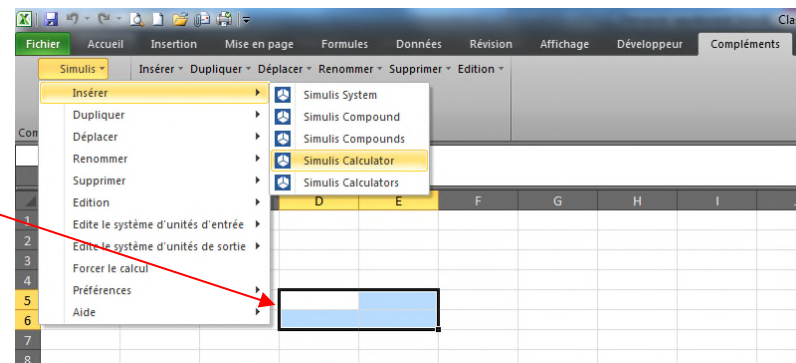 Cla
Fichier Accueil Insertion Mise en page Formules Données Révision Affichage Développeur Compléments
Simulis Insérer Dupliquer Déplacer Renommer Supprimer Edition
Insérer Simulis System
Dupliquer Simulis Compound
Déplacer Simulis Compounds
Com
Renommer Simulis Calculator
Supprimer Simulis Calculators
Edition D E F G H I
1 Edite le système d'unités d'entrée
2 Edite le système d'unités de sortie
3 Forcer le calcul
4
5 Préférences
6 Aide
7
8